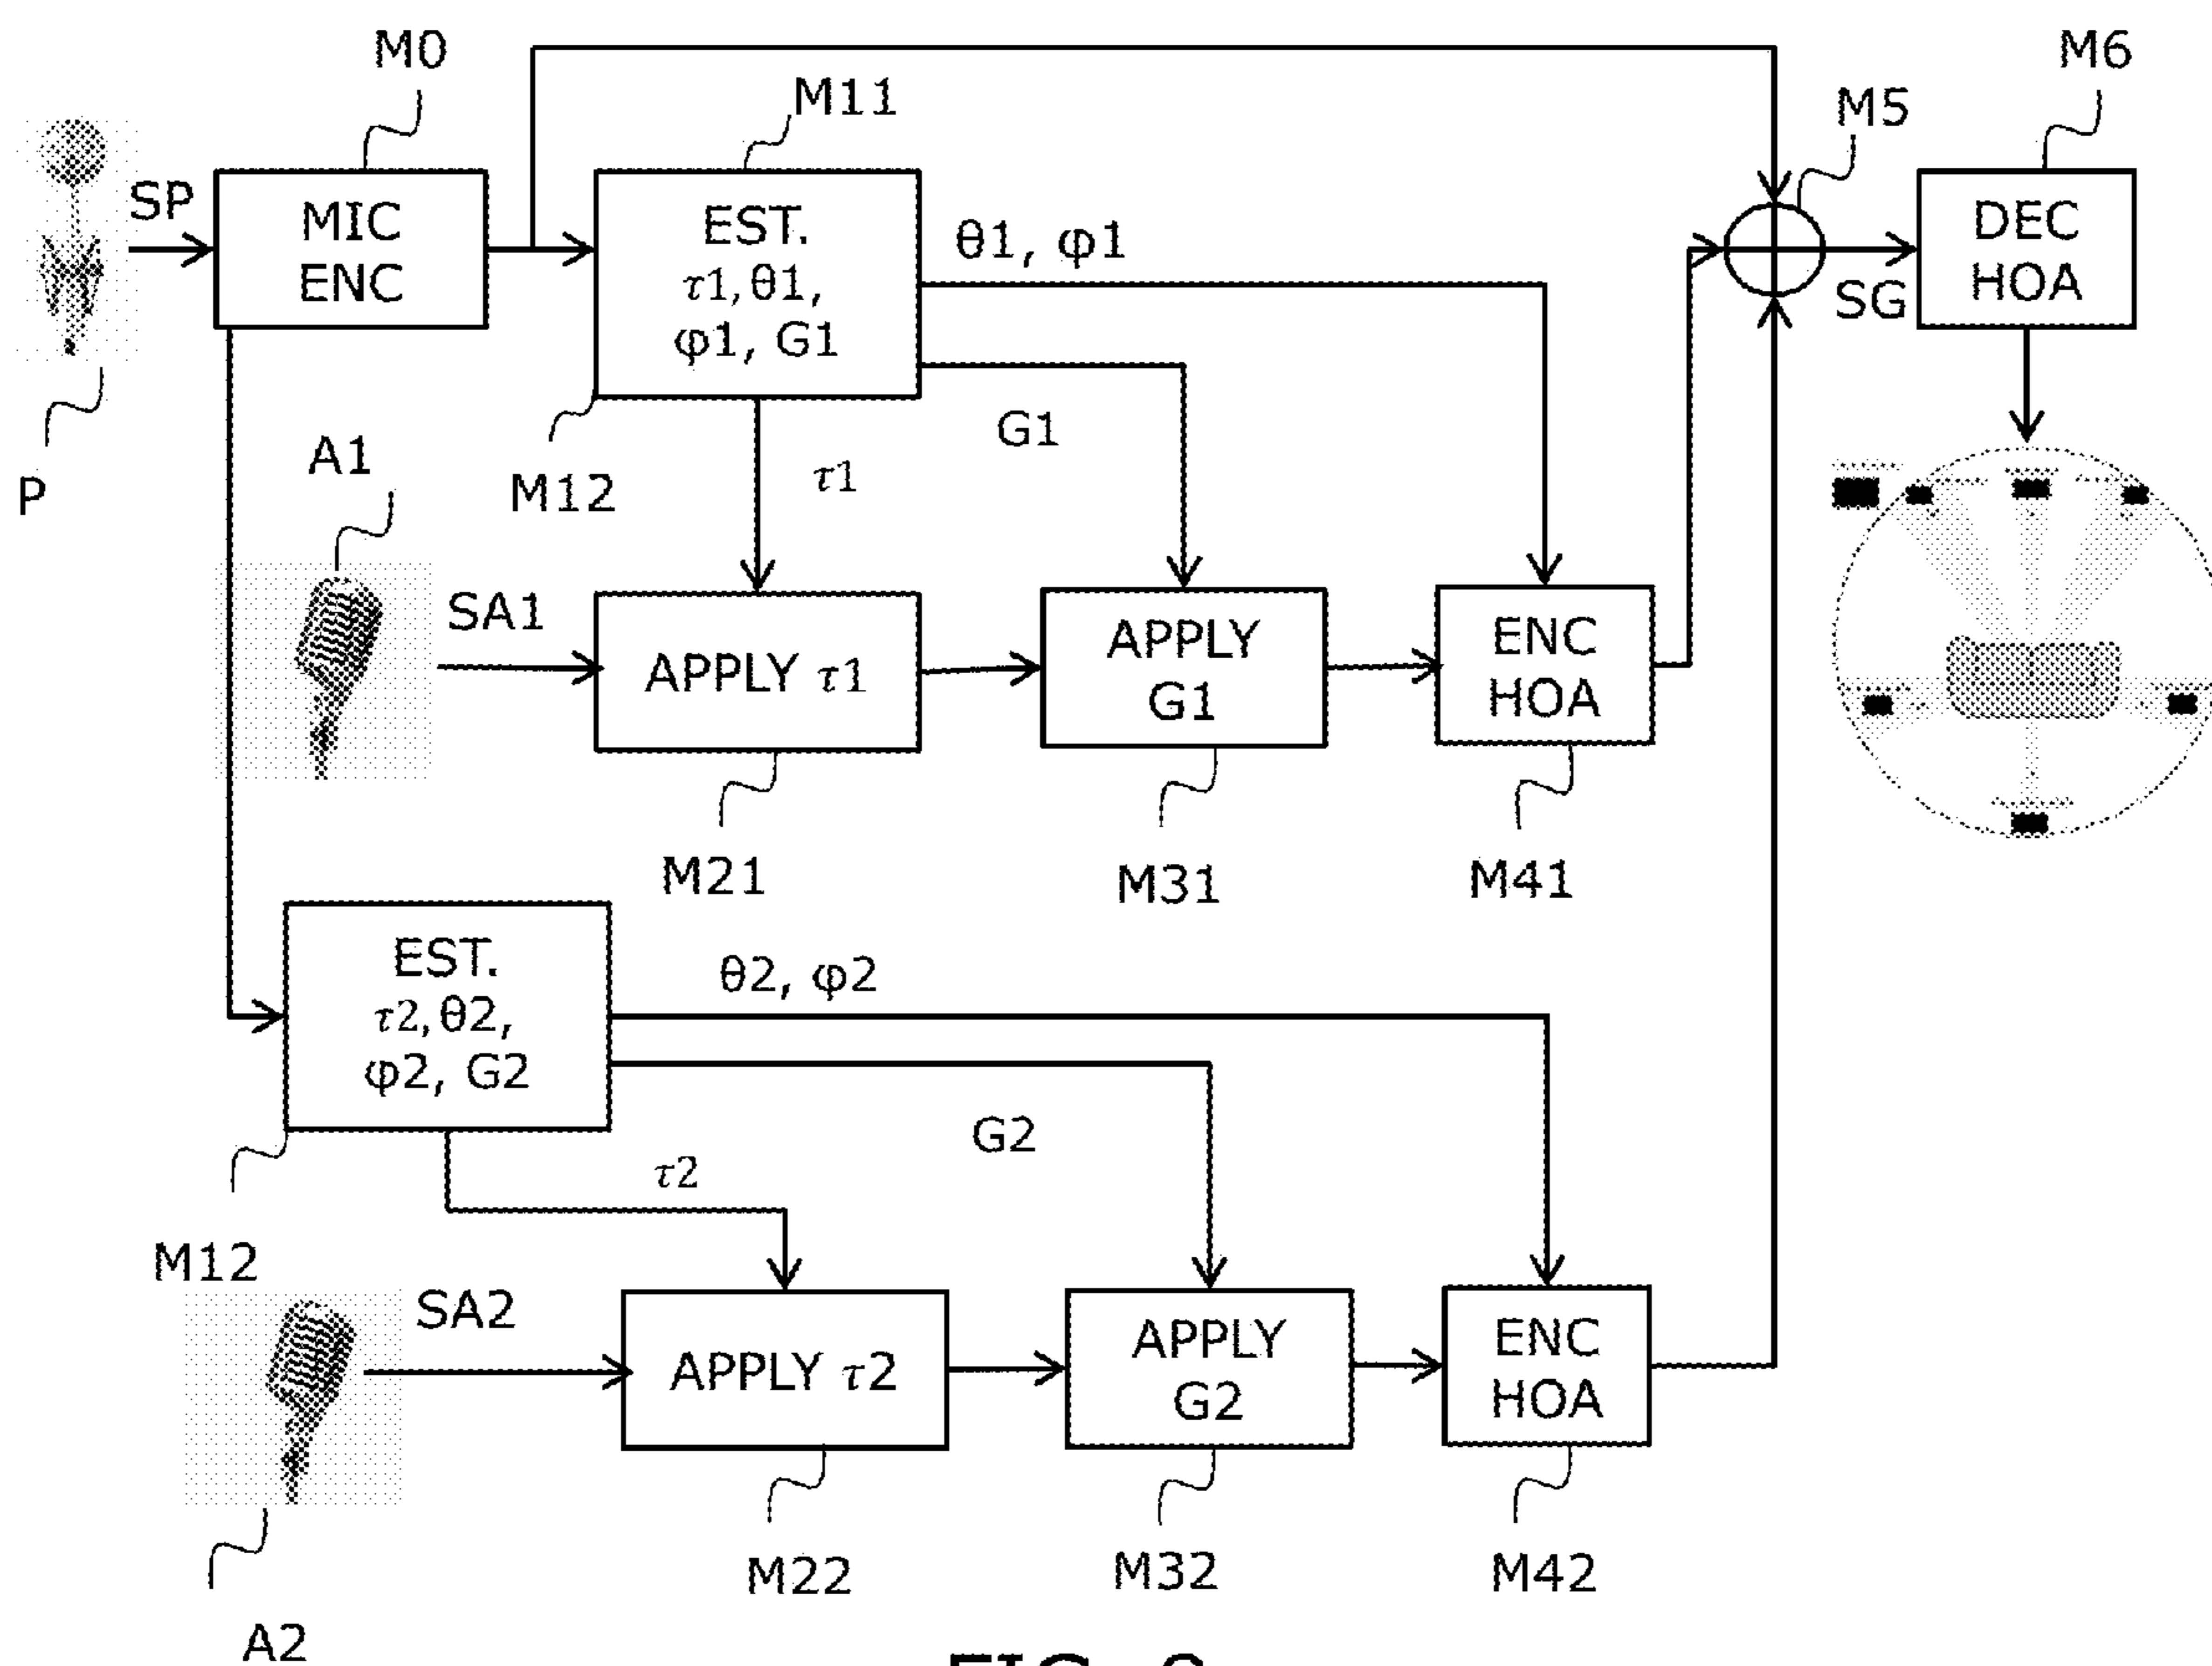 M0
M6
M11
M5
SP
MIC
ENC
EST.
τ1, θ1,
φ1, G1
θ1, φ1
SG
DEC
HOA
G1
A1
τ1
P
M12
SA1
APPLY τ1
APPLY
G1
ENC
HOA
M21
M31
M41
EST.
τ2, θ2,
φ2, G2
θ2, φ2
G2
τ2
M12
SA2
APPLY τ2
APPLY
G2
ENC
HOA
M22
M32
M42
A2